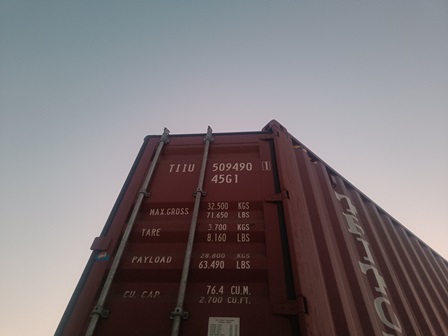 TIIU 509490 1
45G1
MAX.GROSS 32.500 KGS
71.650 LBS
TARE 3.700 KGS
8.160 LBS
PAYLOAD 28.800 KGS
63.490 LBS
CU. CAP 76.4 CU.M.
2.700 CU.FT.